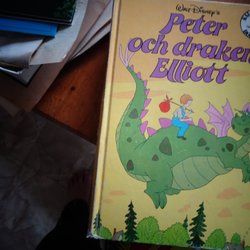 Walt Disney's
Peter
och draken
Elliott